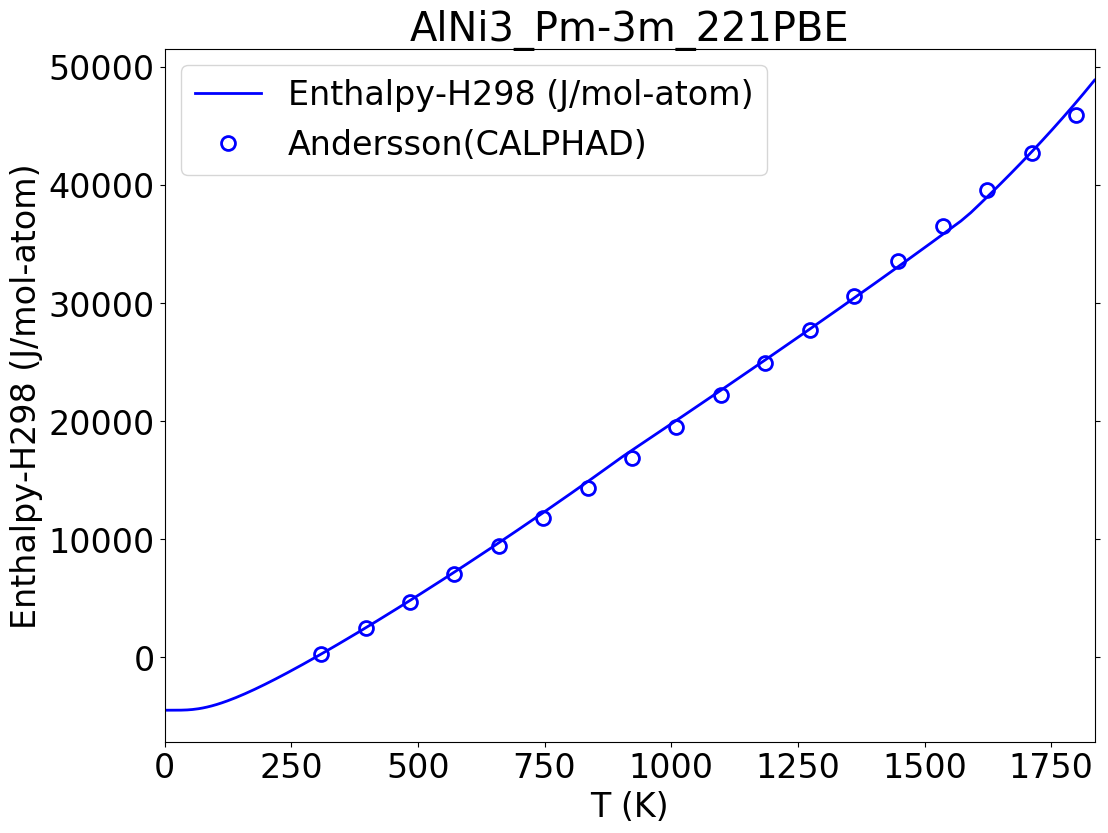 AlNi3_Pm-3m_221PBE
Enthalpy-H298 (J/mol-atom)
Andersson(CALPHAD)
Enthalpy-H298 (J/mol-atom)
50000
40000
30000
20000
10000
0
0 250 500 750 1000 1250 1500 1750
T (K)